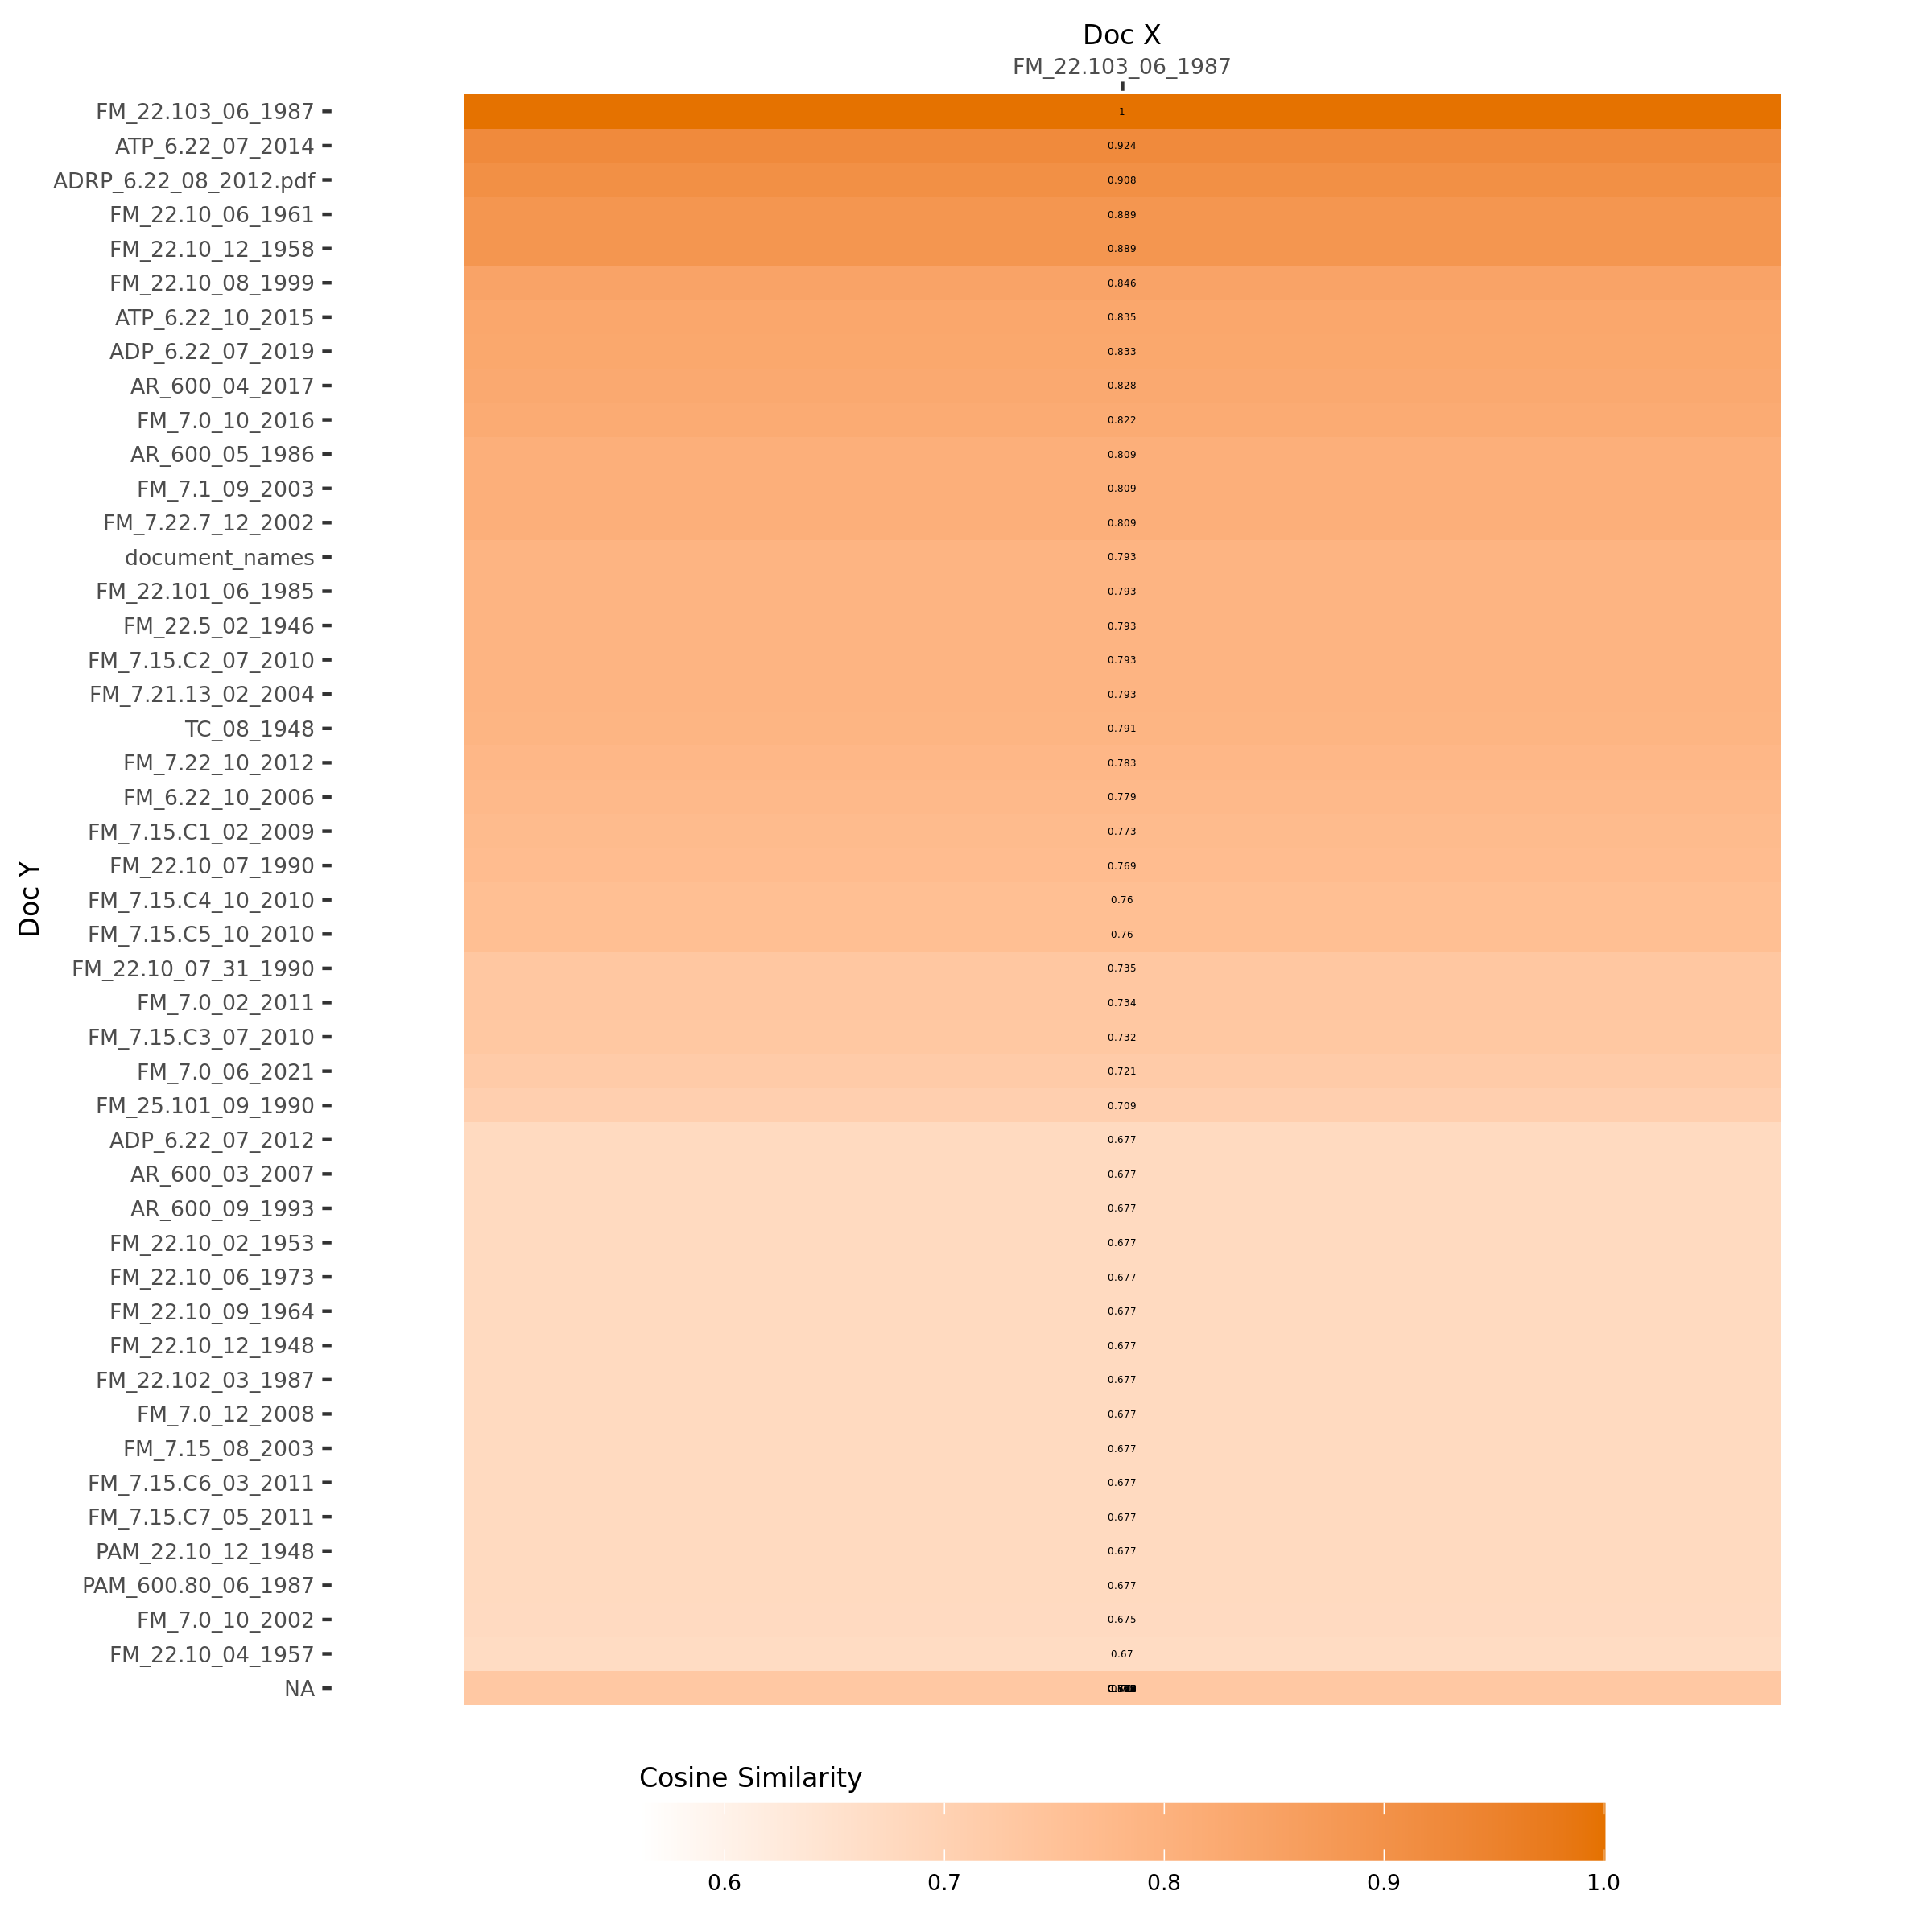 Doc X
FM_22.103_06_1987
FM_22.103_06_1987 1
ATP_6.22_07_2014 0.924
ADRP_6.22_08_2012.pdf 0.908
FM_22.10_06_1961 0.889
FM_22.10_12_1958 0.889
FM_22.10_08_1999 0.846
ATP_6.22_10_2015 0.835
ADP_6.22_07_2019 0.833
AR_600_04_2017 0.828
FM_7.0_10_2016 0.822
AR_600_05_1986 0.809
FM_7.1_09_2003 0.809
FM_7.22.7_12_2002 0.809
document_names 0.793
FM_22.101_06_1985 0.793
FM_22.5_02_1946 0.793
FM_7.15.C2_07_2010 0.793
FM_7.21.13_02_2004 0.793
TC_08_1948 0.791
FM_7.22_10_2012 0.783
FM_6.22_10_2006 0.779
FM_7.15.C1_02_2009 0.773
FM_22.10_07_1990 0.769
Doc Y
FM_7.15.C4_10_2010 0.76
FM_7.15.C5_10_2010 0.76
FM_22.10_07_31_1990 0.735
FM_7.0_02_2011 0.734
FM_7.15.C3_07_2010 0.732
FM_7.0_06_2021 0.721
FM_25.101_09_1990 0.709
ADP_6.22_07_2012 0.677
AR_600_03_2007 0.677
AR_600_09_1993 0.677
FM_22.10_02_1953 0.677
FM_22.10_06_1973 0.677
FM_22.10_09_1964 0.677
FM_22.10_12_1948 0.677
FM_22.102_03_1987 0.677
FM_7.0_12_2008 0.677
FM_7.15_08_2003 0.677
FM_7.15.C6_03_2011 0.677
FM_7.15.C7_05_2011 0.677
PAM_22.10_12_1948 0.677
PAM_600.80_06_1987 0.677
FM_7.0_10_2002 0.675
FM_22.10_04_1957 0.67
NA
Cosine Similarity
0.6 0.7 0.8 0.9 1.0